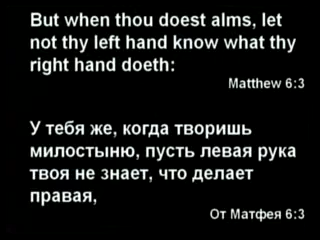 But when thou doest alms, let
not thy left hand know what thy
right hand doeth:
Matthew 6:3
У тебя же, когда творишь
милостыню, пусть левая рука
твоя не знает, что делает
правая,
От Матфея 6:3